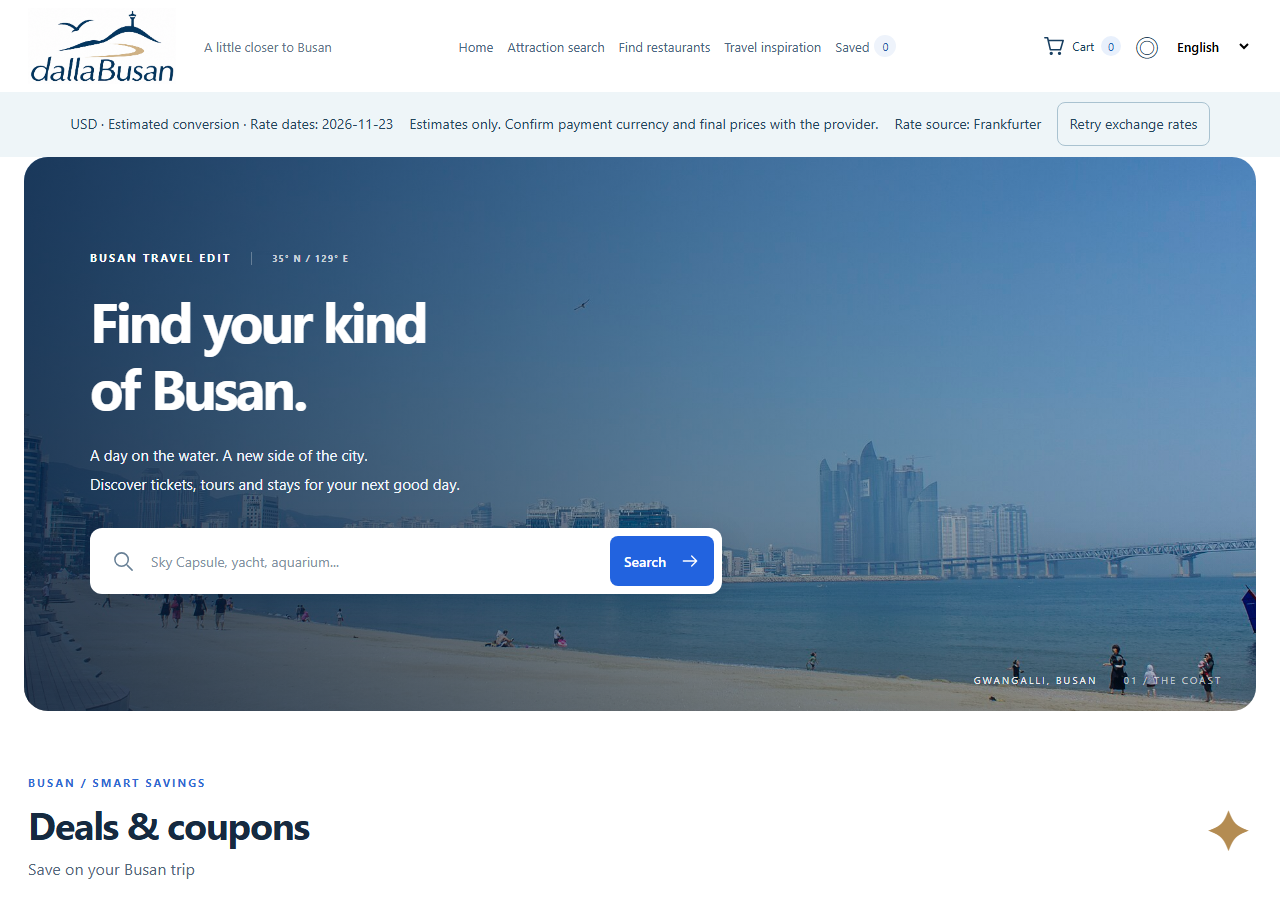 dallaBusan
A little closer to Busan
Home Attraction search Find restaurants Travel inspiration Saved 0
Cart 0
English
USD · Estimated conversion · Rate dates: 2026-11-23 Estimates only. Confirm payment currency and final prices with the provider. Rate source: Frankfurter Retry exchange rates
BUSAN TRAVEL EDIT 35° N / 129° E
Find your kind
of Busan.
A day on the water. A new side of the city.
Discover tickets, tours and stays for your next good day.
Sky Capsule, yacht, aquarium... Search
GWANGALLI, BUSAN 01 / THE COAST
BUSAN / SMART SAVINGS
Deals & coupons
Save on your Busan trip